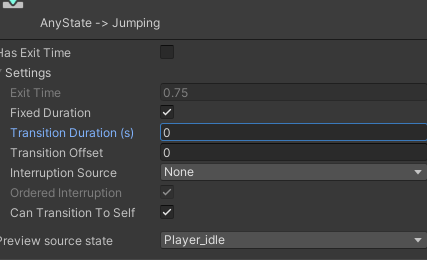 AnyState -> Jumping
Has Exit Time
Settings
Exit Time 0.75
Fixed Duration
Transition Duration (s) 0
Transition Offset 0
Interruption Source None
Ordered Interruption
Can Transition To Self
Preview source state Player_idle